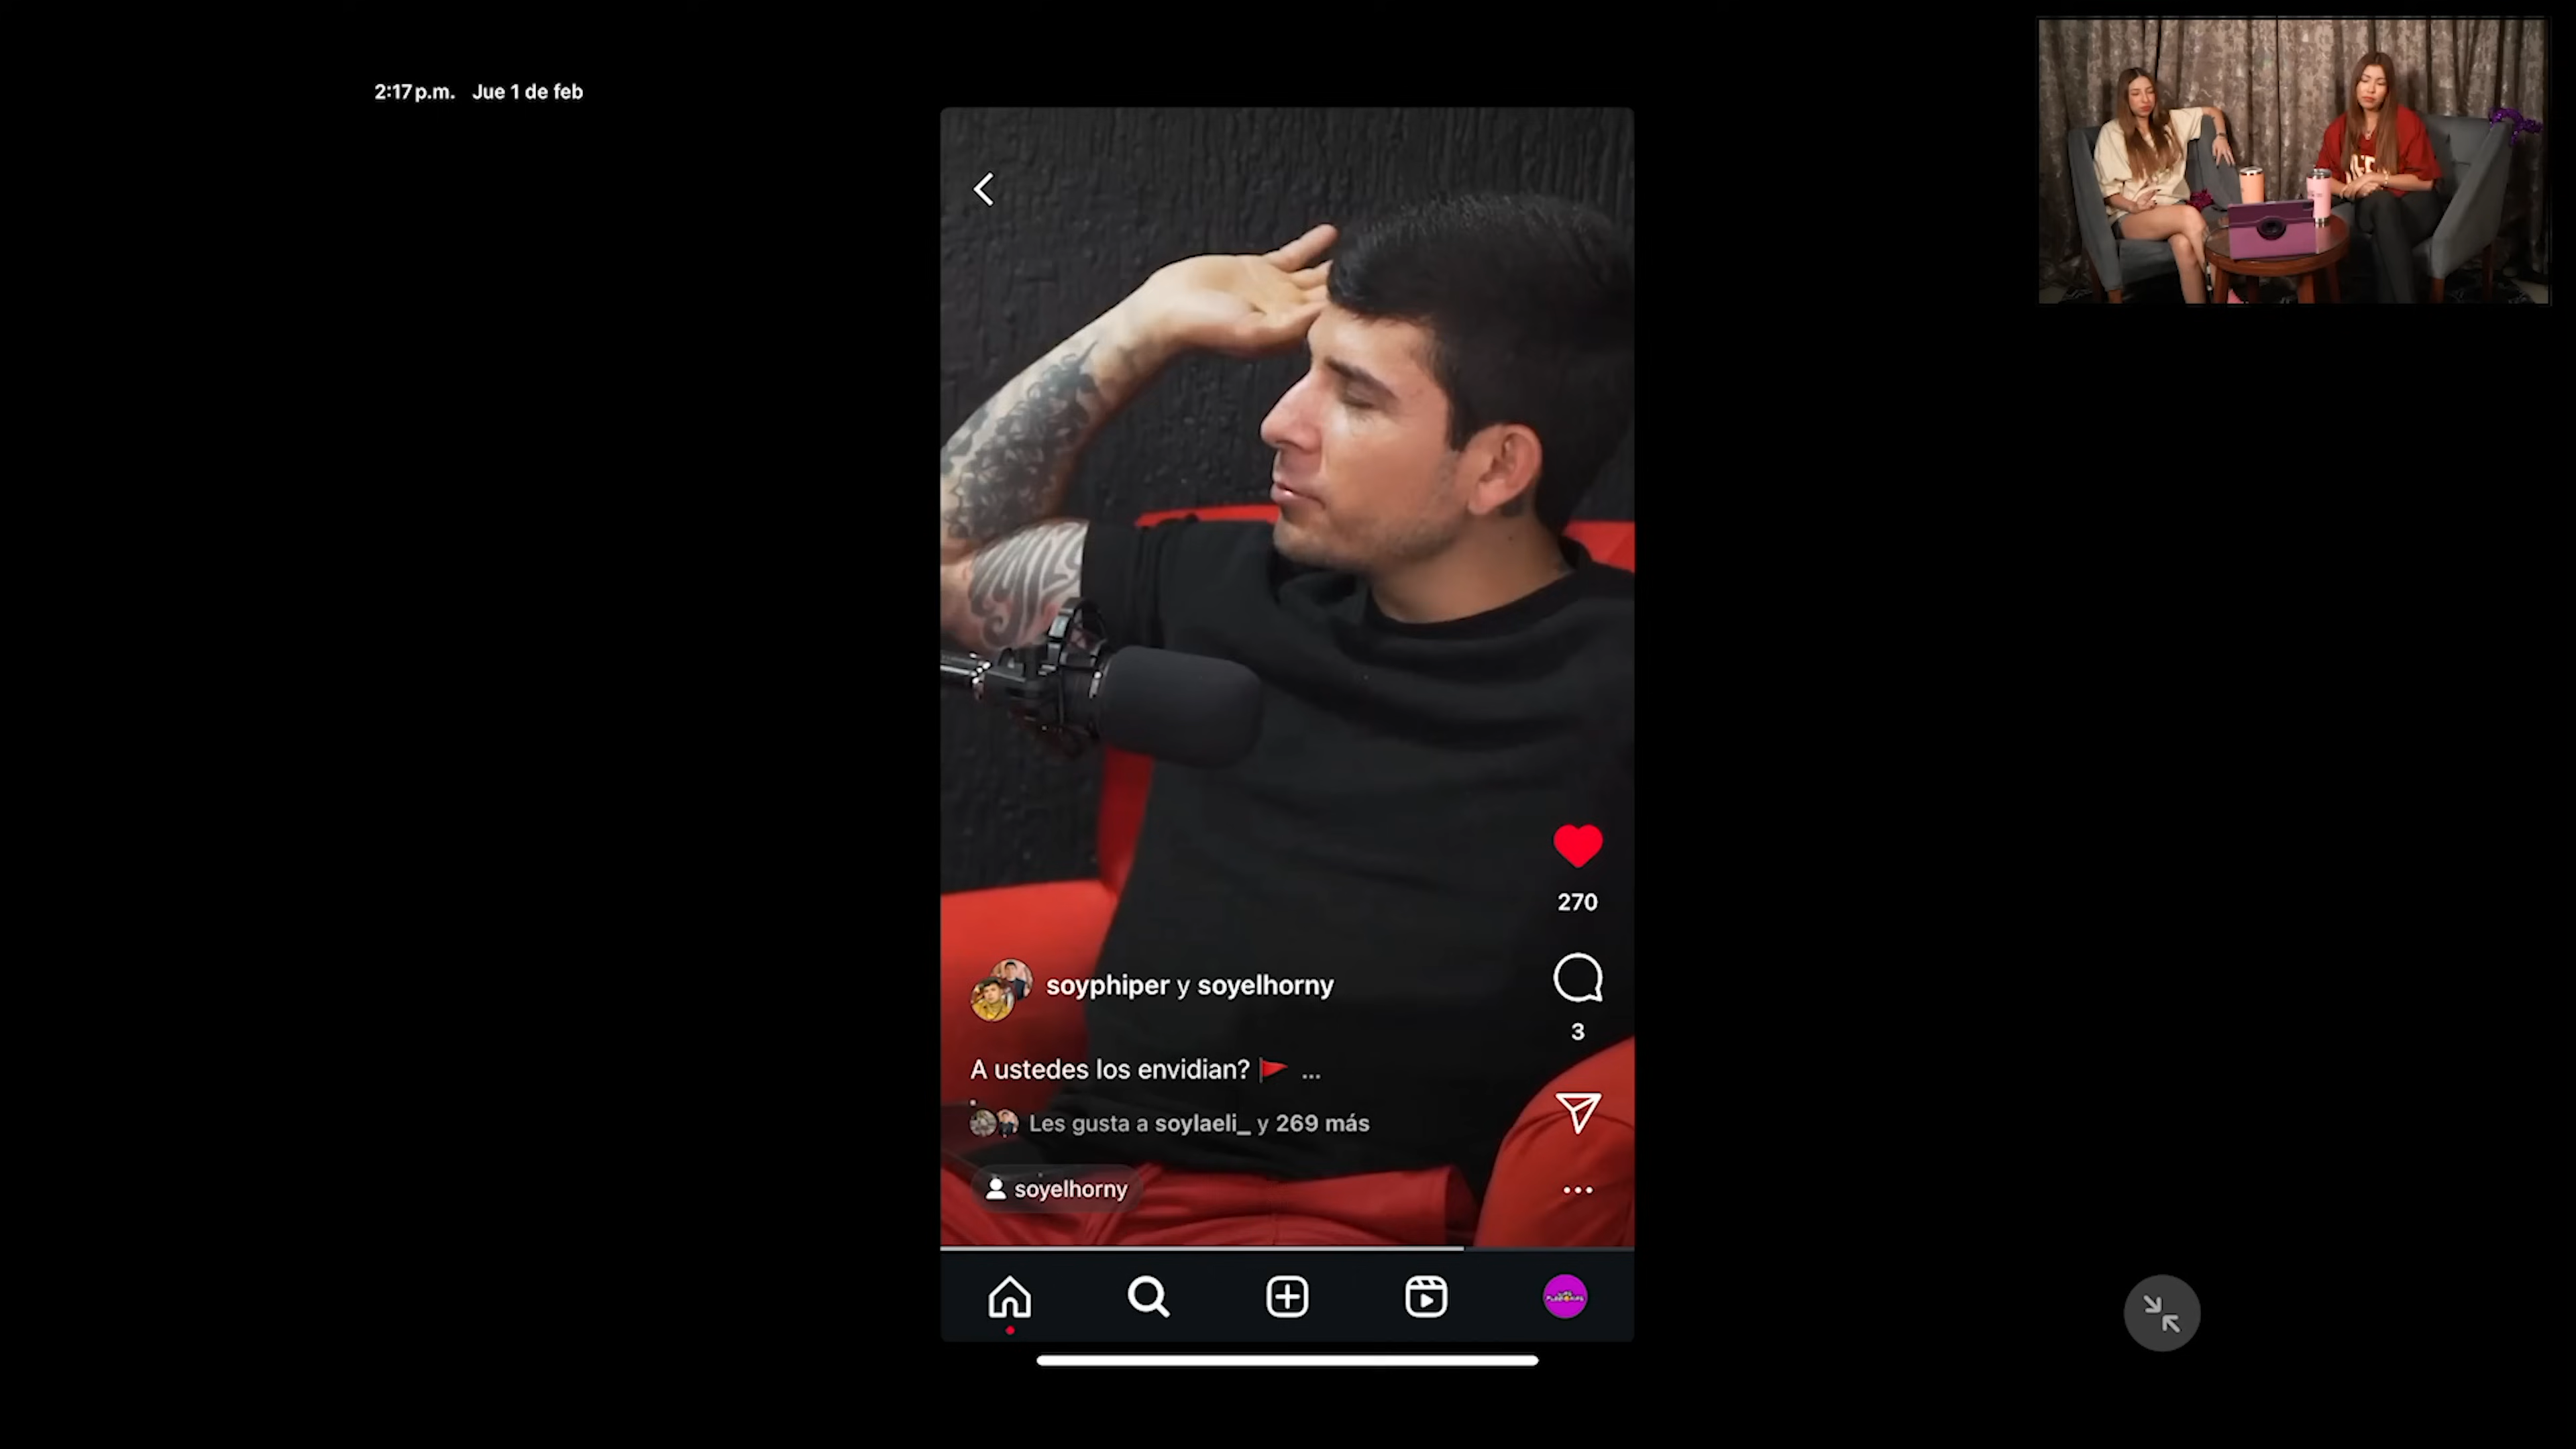 2:17 p.m. Jue 1 de feb
270
soyphiper y soyelhorny
3
A ustedes los envidian? 🚩 ...
Les gusta a soylaeli_ y 269 más
soyelhorny